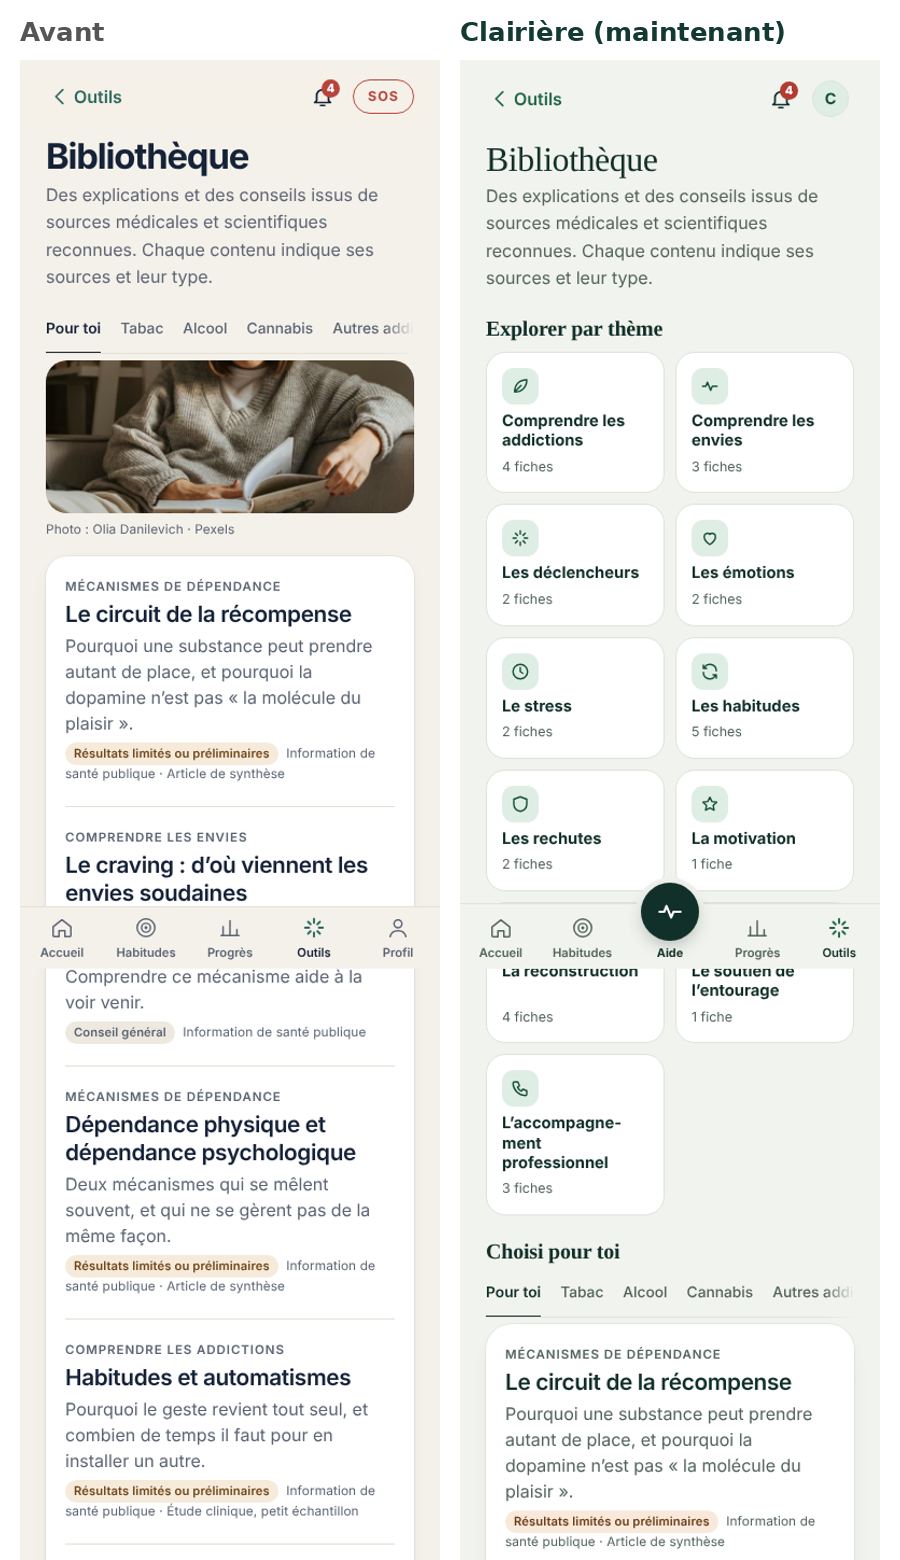 Avant
Outils
4
SOS
Bibliothèque
Des explications et des conseils issus de
sources médicales et scientifiques
reconnues. Chaque contenu indique ses
sources et leur type.
Pour toi Tabac Alcool Cannabis Autres addi
Photo : Olia Danilevich · Pexels
MÉCANISMES DE DÉPENDANCE
Le circuit de la récompense
Pourquoi une substance peut prendre
autant de place, et pourquoi la
dopamine n’est pas « la molécule du
plaisir ».
Résultats limités ou préliminaires Information de
santé publique · Article de synthèse
COMPRENDRE LES ENVIES
Le craving : d’où viennent les
envies soudaines
Accueil Habitudes Progrès Outils Profil
Comprendre ce mécanisme aide à la
voir venir.
Conseil général Information de santé publique
MÉCANISMES DE DÉPENDANCE
Dépendance physique et
dépendance psychologique
Deux mécanismes qui se mêlent
souvent, et qui ne se gèrent pas de la
même façon.
Résultats limités ou préliminaires Information de
santé publique · Article de synthèse
COMPRENDRE LES ADDICTIONS
Habitudes et automatismes
Pourquoi le geste revient tout seul, et
combien de temps il faut pour en
installer un autre.
Résultats limités ou préliminaires Information de
santé publique · Étude clinique, petit échantillon
Clairière (maintenant)
Outils
4
C
Bibliothèque
Des explications et des conseils issus de
sources médicales et scientifiques
reconnues. Chaque contenu indique ses
sources et leur type.
Explorer par thème
Comprendre les
addictions
4 fiches
Comprendre les
envies
3 fiches
Les déclencheurs
2 fiches
Les émotions
2 fiches
Le stress
2 fiches
Les habitudes
5 fiches
Les rechutes
2 fiches
La motivation
1 fiche
Accueil Habitudes Aide Progrès Outils
La reconstruction
4 fiches
Le soutien de
l’entourage
1 fiche
L’accompagne-
ment
professionnel
3 fiches
Choisi pour toi
Pour toi Tabac Alcool Cannabis Autres addi
MÉCANISMES DE DÉPENDANCE
Le circuit de la récompense
Pourquoi une substance peut prendre
autant de place, et pourquoi la
dopamine n’est pas « la molécule du
plaisir ».
Résultats limités ou préliminaires Information de
santé publique · Article de synthèse